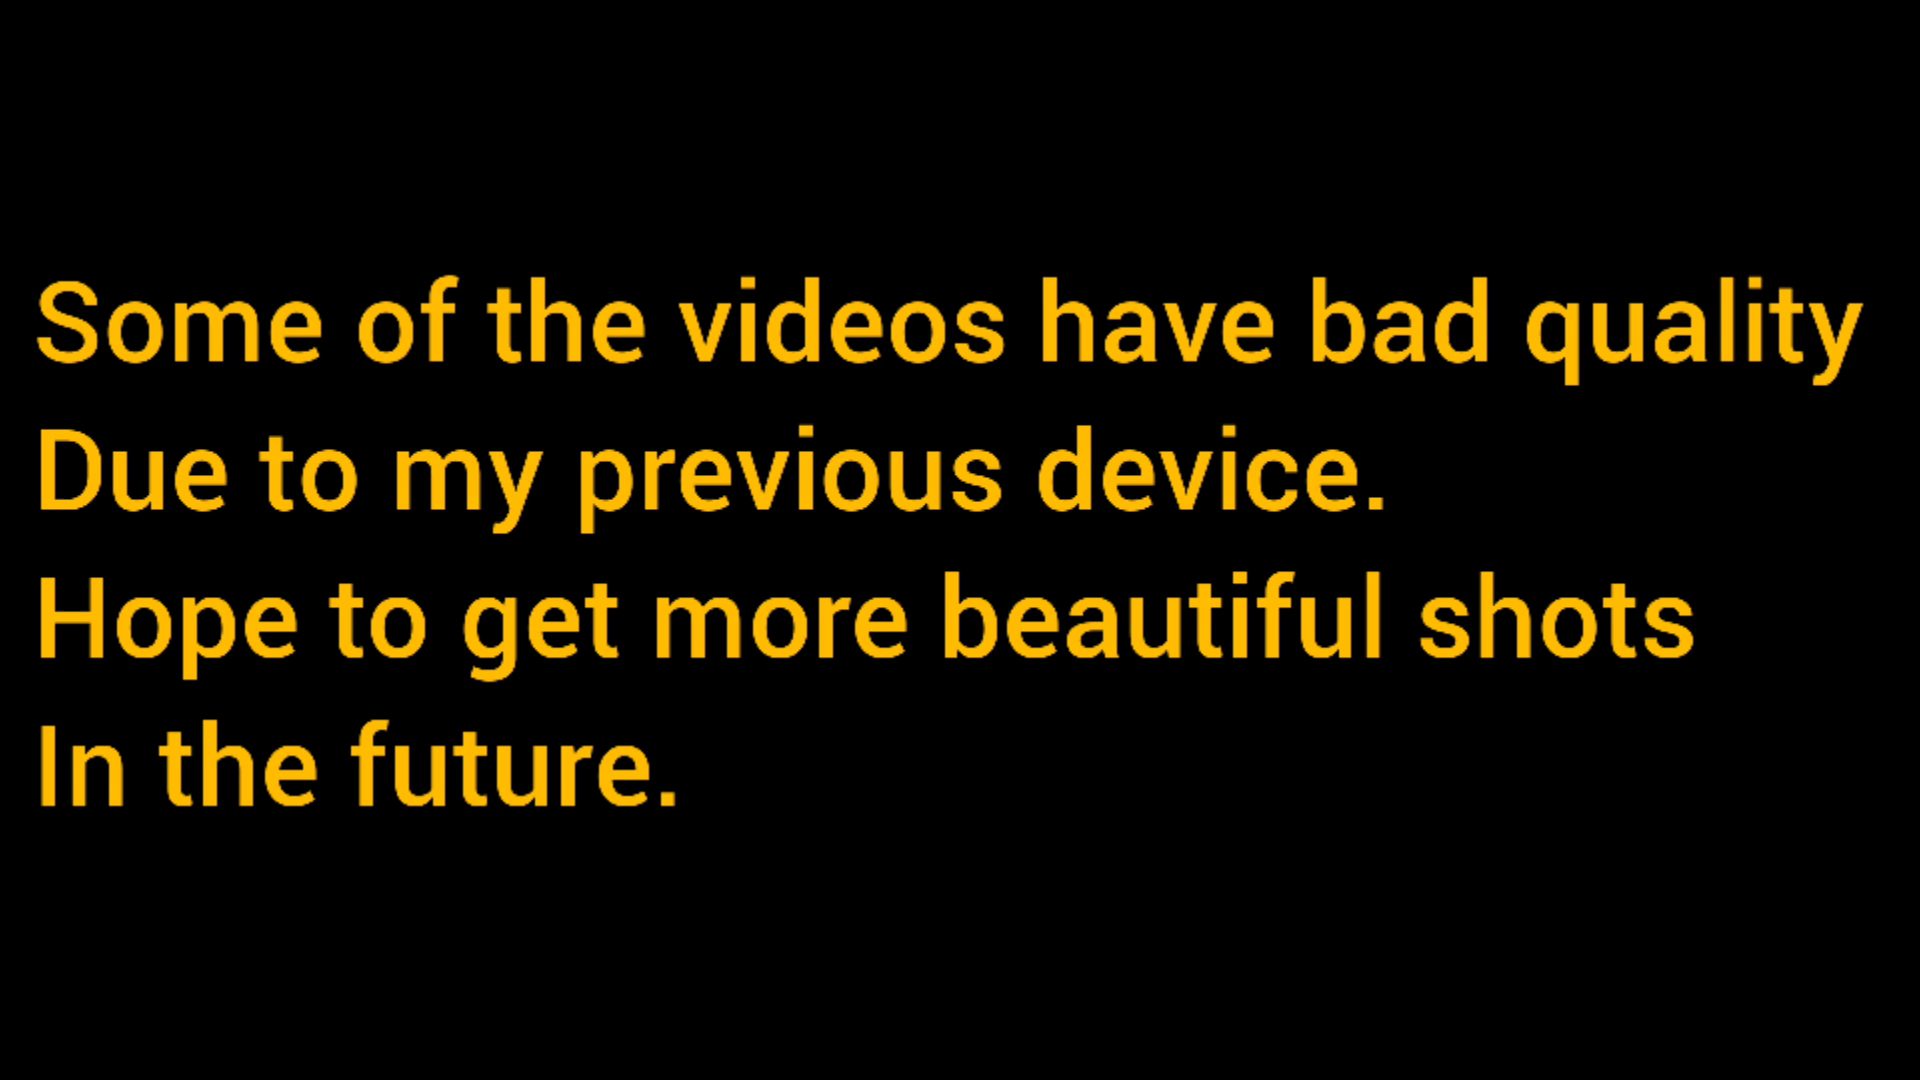 Some of the videos have bad quality
Due to my previous device.
Hope to get more beautiful shots
In the future.